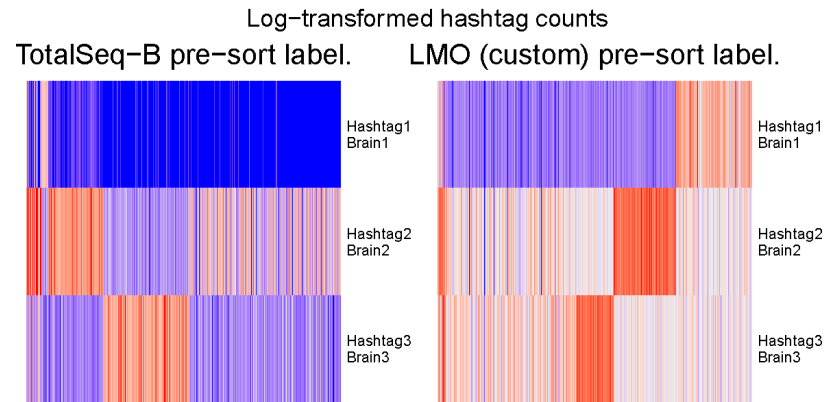 Log−transformed hashtag counts
TotalSeq−B pre−sort label.
Hashtag1
Brain1
Hashtag2
Brain2
Hashtag3
Brain3
LMO (custom) pre−sort label.
Hashtag1
Brain1
Hashtag2
Brain2
Hashtag3
Brain3